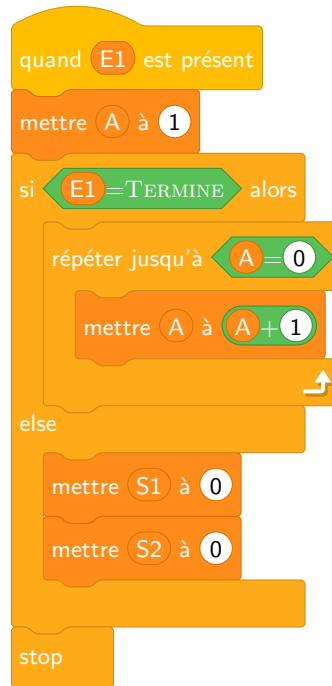 quand E1 est présent
mettre A à 1
si E1=TERMINE alors
répéter jusqu'à A=0
mettre A à A+1
else
mettre S1 à 0
mettre S2 à 0
stop